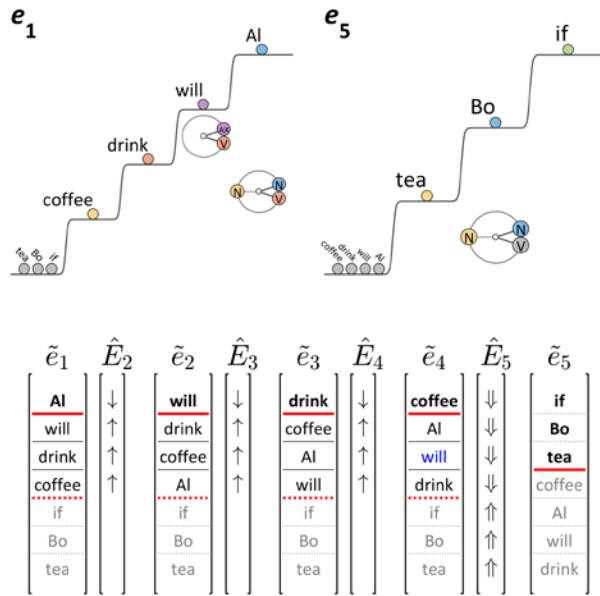 e1
e5
Al
if
will
Bo
AX
V
drink
tea
N
N
V
coffee
N
N
V
tea Bo if
coffee drink will Al
ẽ1 Ê2 ẽ2 Ê3 ẽ3 Ê4 ẽ4 Ê5 ẽ5
Al ↓ will ↓ drink ↓ coffee ⇓ if
will ↑ drink ↑ coffee ↑ Al ⇓ Bo
drink ↑ coffee ↑ Al ↑ will ⇓ tea
coffee ↑ Al ↑ will ↑ drink ⇓ coffee
if if if if ⇑ Al
Bo Bo Bo Bo ⇑ will
tea tea tea tea ⇑ drink